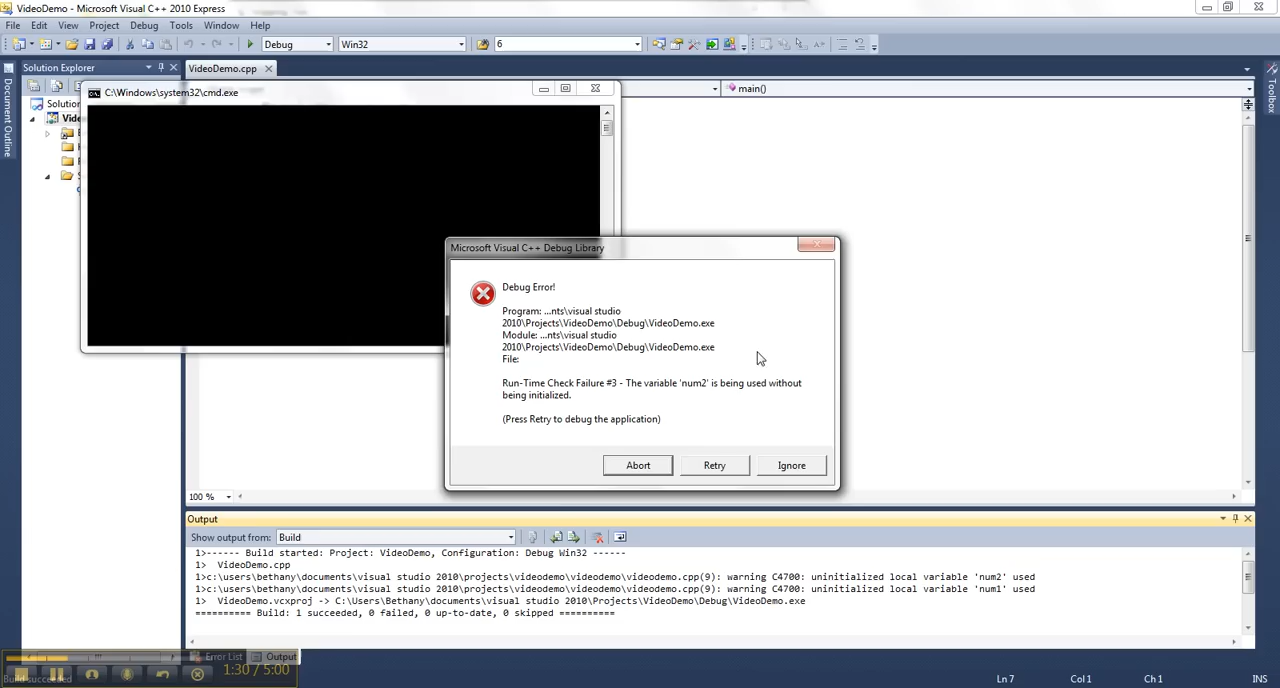 VideoDemo - Microsoft Visual C++ 2010 Express
File Edit View Project Debug Tools Window Help
Debug Win32 6
Solution Explorer VideoDemo.cpp
C:\Windows\system32\cmd.exe main()
Document Outline
Toolbox
Solution
Microsoft Visual C++ Debug Library
Debug Error!
Program: ...nts\visual studio
2010\Projects\VideoDemo\Debug\VideoDemo.exe
Module: ...nts\visual studio
2010\Projects\VideoDemo\Debug\VideoDemo.exe
File:
Run-Time Check Failure #3 - The variable 'num2' is being used without
being initialized.
(Press Retry to debug the application)
Abort Retry Ignore
100 %
Output
Show output from: Build
1>------ Build started: Project: VideoDemo, Configuration: Debug Win32 ------
1>  VideoDemo.cpp
1>c:\users\bethany\documents\visual studio 2010\projects\videodemo\videodemo\videodemo.cpp(9): warning C4700: uninitialized local variable 'num2' used
1>c:\users\bethany\documents\visual studio 2010\projects\videodemo\videodemo\videodemo.cpp(9): warning C4700: uninitialized local variable 'num1' used
1>  VideoDemo.vcxproj -> C:\Users\Bethany\documents\visual studio 2010\Projects\VideoDemo\Debug\VideoDemo.exe
========== Build: 1 succeeded, 0 failed, 0 up-to-date, 0 skipped ==========
Error List Output
1:30 / 5:00
Build succeeded
Ln 7 Col 1 Ch 1 INS